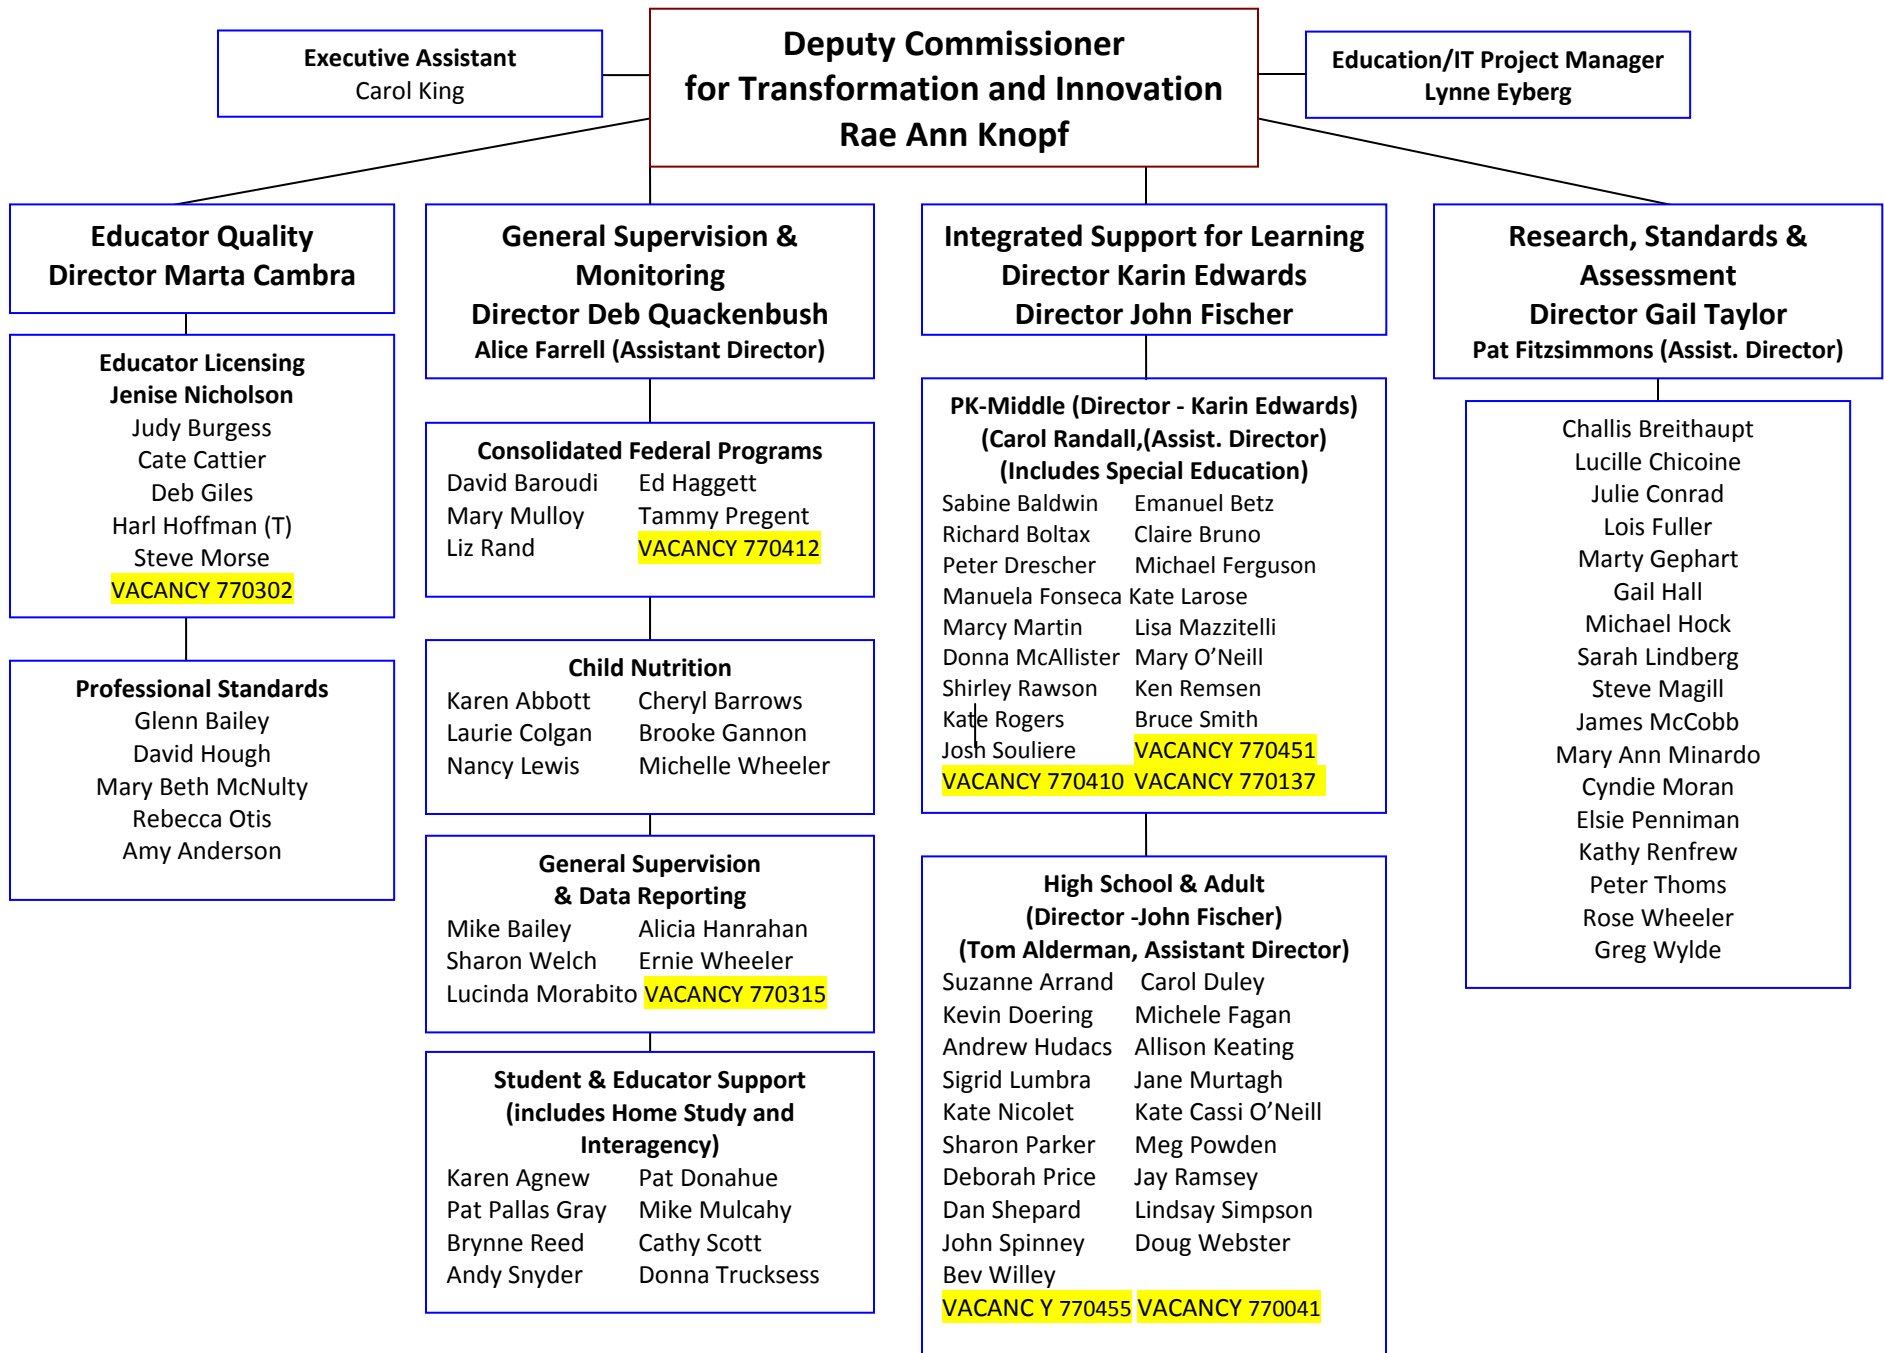 Executive Assistant
Carol King
Deputy Commissioner
for Transformation and Innovation
Rae Ann Knopf
Education/IT Project Manager
Lynne Eyberg
Educator Quality
Director Marta Cambra
Educator Licensing
Jenise Nicholson
Judy Burgess
Cate Cattier
Deb Giles
Harl Hoffman (T)
Steve Morse
VACANCY 770302
Professional Standards
Glenn Bailey
David Hough
Mary Beth McNulty
Rebecca Otis
Amy Anderson
General Supervision &
Monitoring
Director Deb Quackenbush
Alice Farrell (Assistant Director)
Consolidated Federal Programs
David Baroudi Ed Haggett
Mary Mulloy Tammy Pregent
Liz Rand VACANCY 770412
Child Nutrition
Karen Abbott Cheryl Barrows
Laurie Colgan Brooke Gannon
Nancy Lewis Michelle Wheeler
General Supervision
& Data Reporting
Mike Bailey Alicia Hanrahan
Sharon Welch Ernie Wheeler
Lucinda Morabito VACANCY 770315
Student & Educator Support
(includes Home Study and
Interagency)
Karen Agnew Pat Donahue
Pat Pallas Gray Mike Mulcahy
Brynne Reed Cathy Scott
Andy Snyder Donna Trucksess
Integrated Support for Learning
Director Karin Edwards
Director John Fischer
PK-Middle (Director - Karin Edwards)
(Carol Randall,(Assist. Director)
(Includes Special Education)
Sabine Baldwin Emanuel Betz
Richard Boltax Claire Bruno
Peter Drescher Michael Ferguson
Manuela Fonseca Kate Larose
Marcy Martin Lisa Mazzitelli
Donna McAllister Mary O’Neill
Shirley Rawson Ken Remsen
Kate Rogers Bruce Smith
Josh Souliere VACANCY 770451
VACANCY 770410 VACANCY 770137
High School & Adult
(Director -John Fischer)
(Tom Alderman, Assistant Director)
Suzanne Arrand Carol Duley
Kevin Doering Michele Fagan
Andrew Hudacs Allison Keating
Sigrid Lumbra Jane Murtagh
Kate Nicolet Kate Cassi O’Neill
Sharon Parker Meg Powden
Deborah Price Jay Ramsey
Dan Shepard Lindsay Simpson
John Spinney Doug Webster
Bev Willey
VACANC Y 770455 VACANCY 770041
Research, Standards &
Assessment
Director Gail Taylor
Pat Fitzsimmons (Assist. Director)
Challis Breithaupt
Lucille Chicoine
Julie Conrad
Lois Fuller
Marty Gephart
Gail Hall
Michael Hock
Sarah Lindberg
Steve Magill
James McCobb
Mary Ann Minardo
Cyndie Moran
Elsie Penniman
Kathy Renfrew
Peter Thoms
Rose Wheeler
Greg Wylde